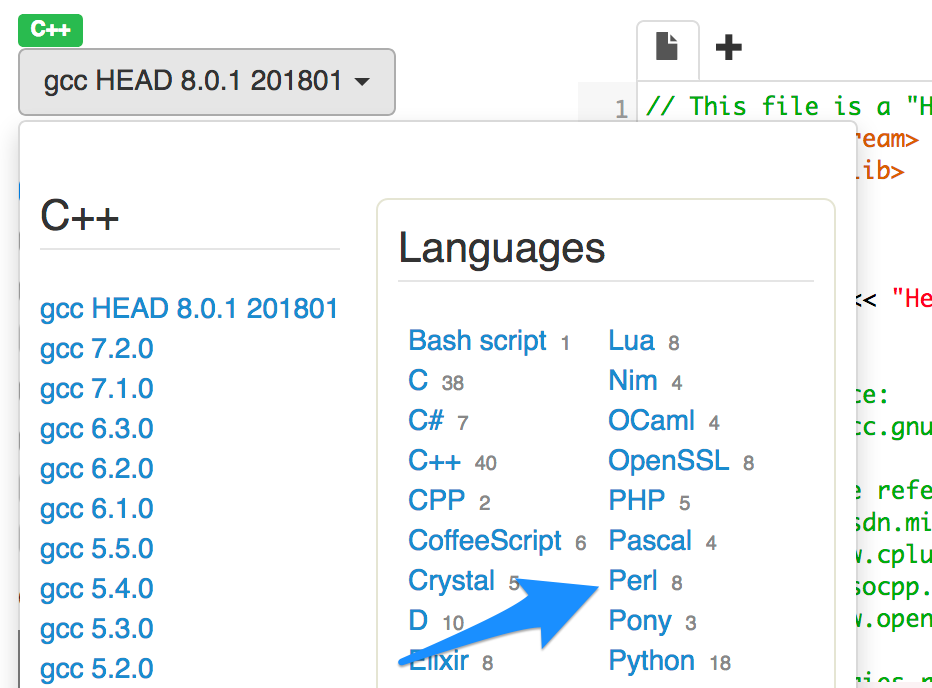 C++
gcc HEAD 8.0.1 201801
C++
gcc HEAD 8.0.1 201801
gcc 7.2.0
gcc 7.1.0
gcc 6.3.0
gcc 6.2.0
gcc 6.1.0
gcc 5.5.0
gcc 5.4.0
gcc 5.3.0
gcc 5.2.0
Languages
Bash script 1
C 38
C# 7
C++ 40
CPP 2
CoffeeScript 6
Crystal 5
D 10
Elixir 8
Lua 8
Nim 4
OCaml 4
OpenSSL 8
PHP 5
Pascal 4
Perl 8
Pony 3
Python 18
1
// This file is a "H
ream>
lib>
<< "He
ce:
cc.gnu
e refe
sdn.mi
w.cplu
socpp.
w.open